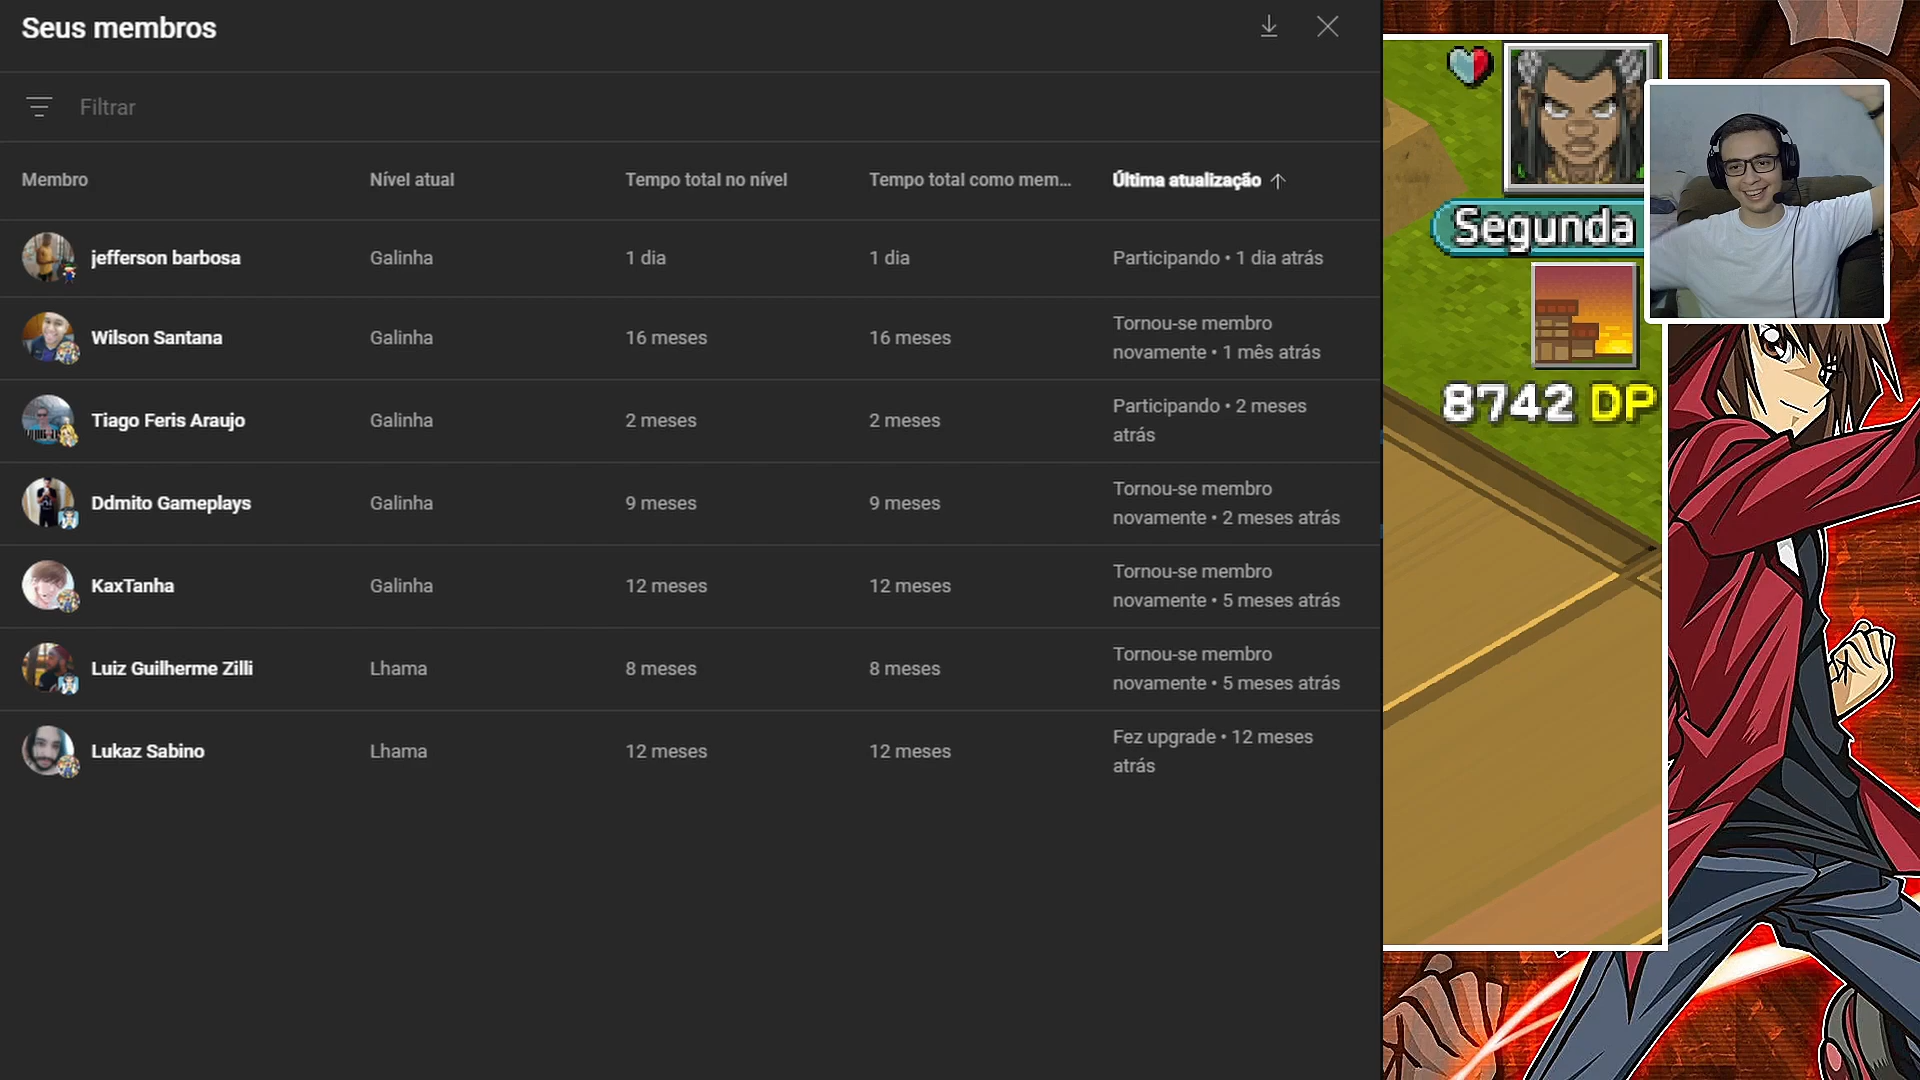 Seus membros
Filtrar
Membro
Nível atual
Tempo total no nível
Tempo total como mem...
Última atualização
jefferson barbosa
Galinha
1 dia
1 dia
Participando • 1 dia atrás
Wilson Santana
Galinha
16 meses
16 meses
Tornou-se membro
novamente • 1 mês atrás
Tiago Feris Araujo
Galinha
2 meses
2 meses
Participando • 2 meses
atrás
Ddmito Gameplays
Galinha
9 meses
9 meses
Tornou-se membro
novamente • 2 meses atrás
KaxTanha
Galinha
12 meses
12 meses
Tornou-se membro
novamente • 5 meses atrás
Luiz Guilherme Zilli
Lhama
8 meses
8 meses
Tornou-se membro
novamente • 5 meses atrás
Lukaz Sabino
Lhama
12 meses
12 meses
Fez upgrade • 12 meses
atrás
Segunda
8742 DP